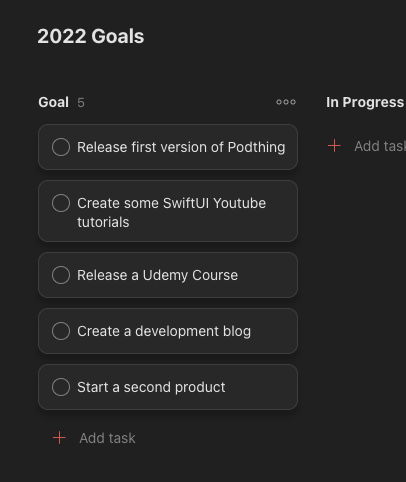 2022 Goals
Goal 5
Release first version of Podthing
Create some SwiftUI Youtube
tutorials
Release a Udemy Course
Create a development blog
Start a second product
Add task
In Progress
Add task